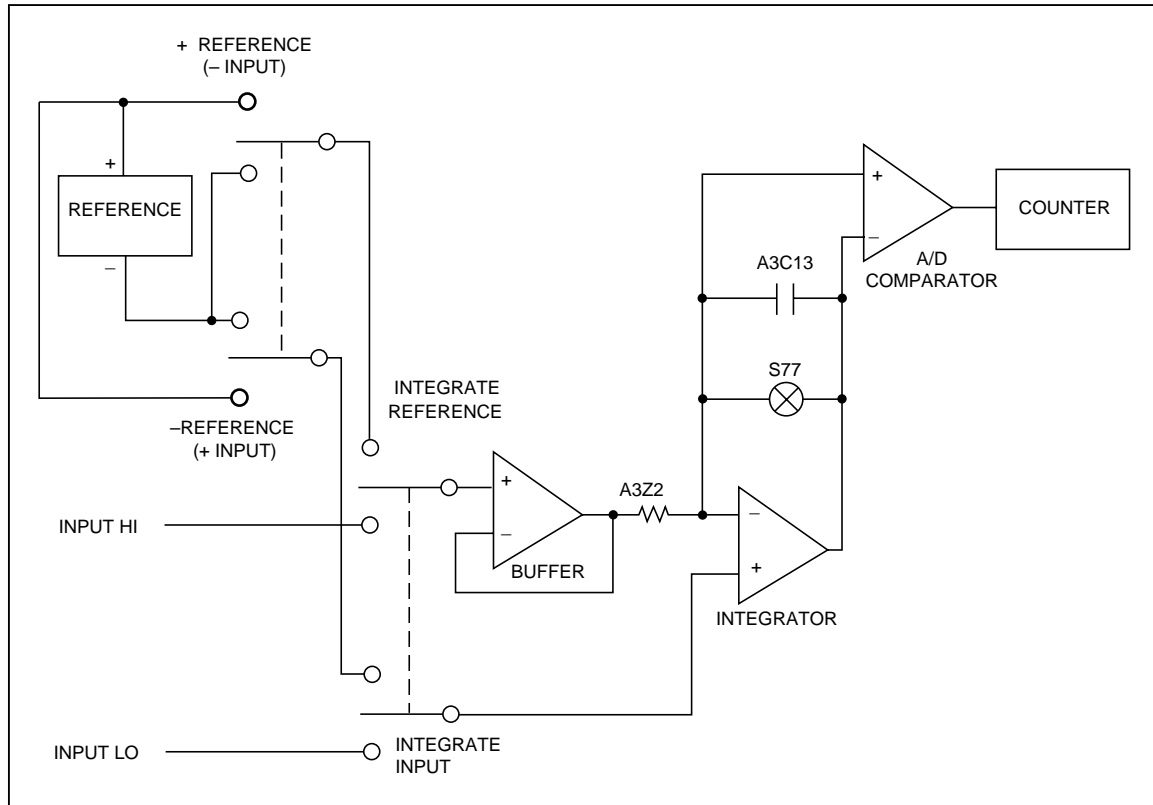 + REFERENCE
(– INPUT)
+
REFERENCE
–
–REFERENCE
(+ INPUT)
INTEGRATE
REFERENCE
INPUT HI
INPUT LO
INTEGRATE
INPUT
+
–
BUFFER
A3Z2
A3C13
S77
–
+
INTEGRATOR
+
–
A/D
COMPARATOR
COUNTER